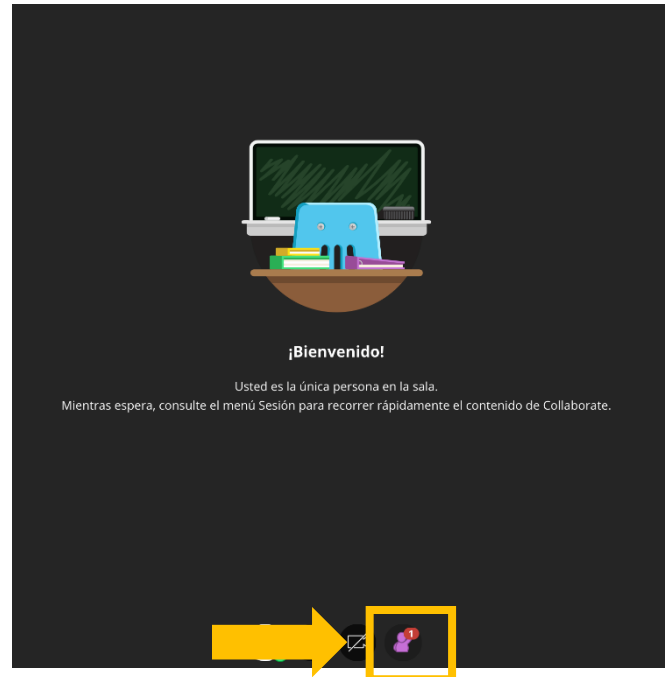 ¡Bienvenido!
Usted es la única persona en la sala.
Mientras espera, consulte el menú Sesión para recorrer rápidamente el contenido de Collaborate.
1